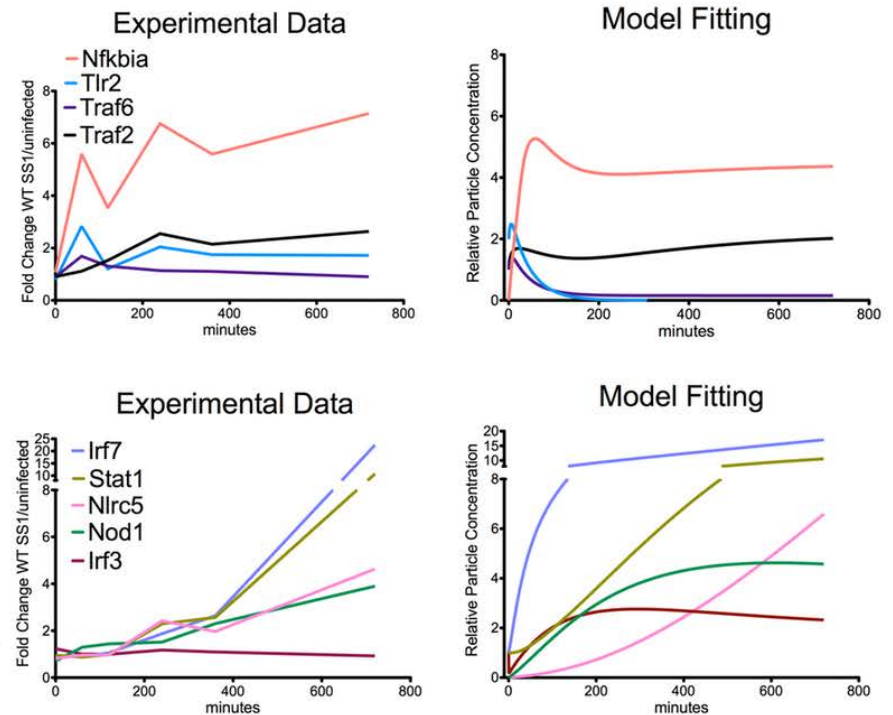 Experimental Data
Nfkbia
Tlr2
Traf6
Traf2
Fold Change WT SS1/uninfected
8
6
4
2
0
0 200 400 600 800
minutes
Model Fitting
Relative Particle Concentration
8
6
4
2
0
0 200 400 600 800
minutes
Experimental Data
Irf7
Stat1
Nlrc5
Nod1
Irf3
Fold Change WT SS1/uninfected
25
20
15
10
8
6
4
2
0
0 200 400 600 800
minutes
Model Fitting
Relative Particle Concentration
20
15
10
8
6
4
2
0
0 200 400 600 800
minutes